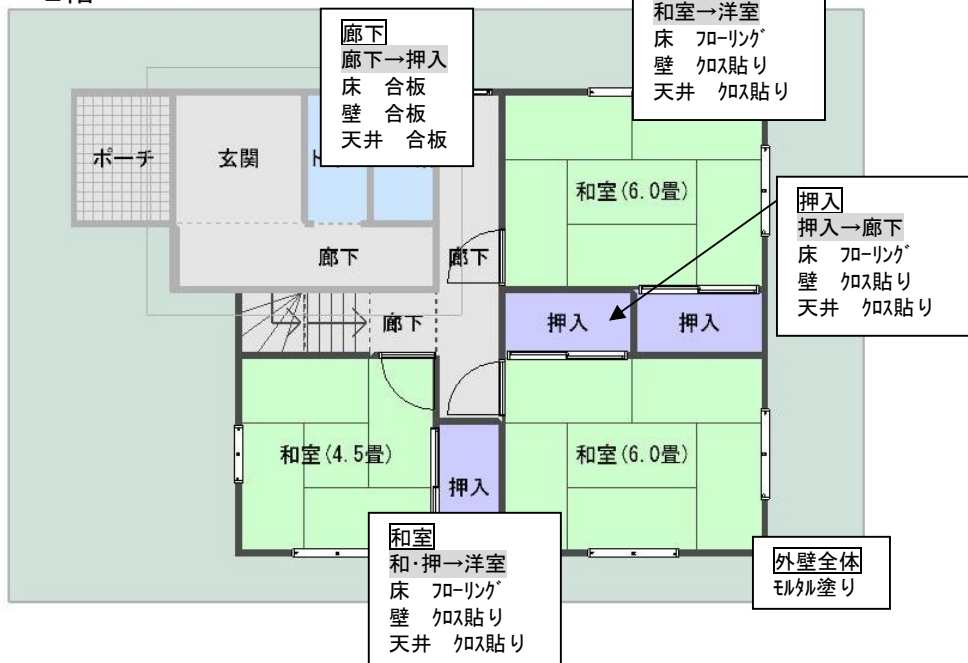 廊下
廊下→押入
床 合板
壁 合板
天井 合板
和室→洋室
床 フローリング
壁 クロス貼り
天井 クロス貼り
ポーチ
玄関
和室(6.0畳)
押入
押入→廊下
床 フローリング
壁 クロス貼り
天井 クロス貼り
廊下
廊下
廊下
押入
押入
和室(4.5畳)
押入
和室(6.0畳)
和室
和・押→洋室
床 フローリング
壁 クロス貼り
天井 クロス貼り
外壁全体
モルタル塗り